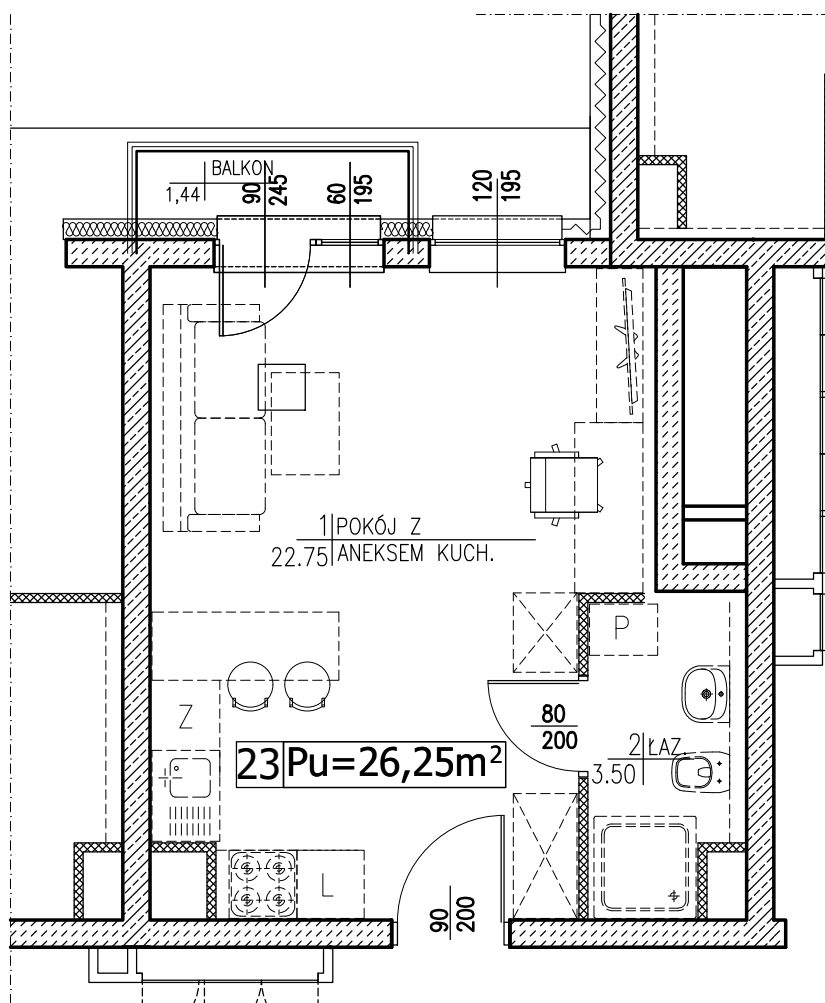 BALKON
1,44
90
245
60
195
120
195
1 POKÓJ Z
22.75 ANEKSEM KUCH.
P
Z
80
200
2 ŁAZ.
3.50
23 Pu=26,25m²
L
90
200